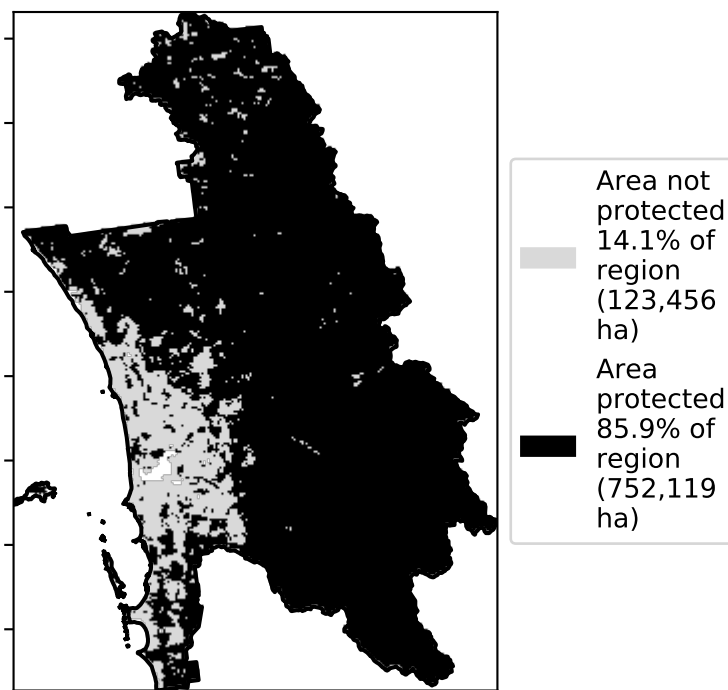 Area not
protected
14.1% of
region
(123,456
ha)
Area
protected
85.9% of
region
(752,119
ha)